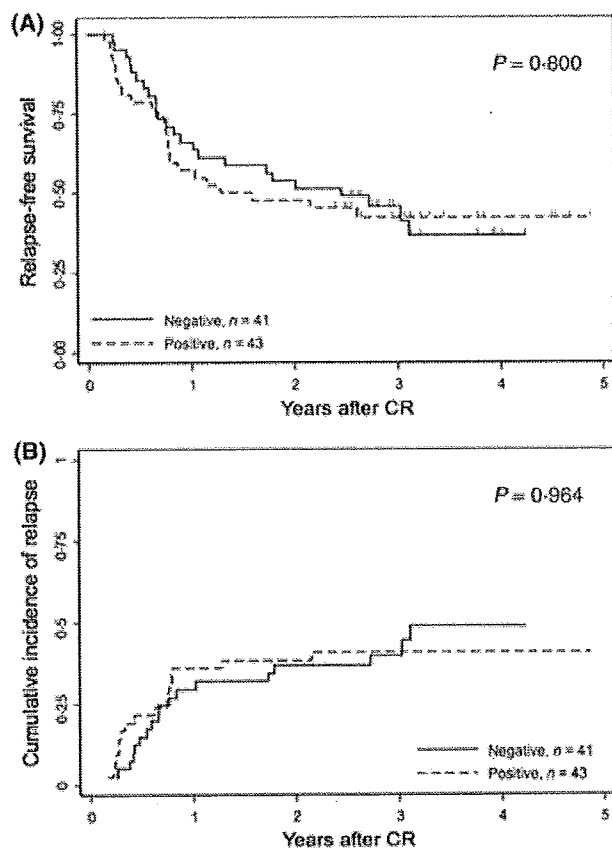 (A)
P = 0·800
Relapse-free survival
1·00
0·75
0·50
0·25
0·00
Negative, n = 41
Positive, n = 43
0 1 2 3 4 5
Years after CR
(B)
P = 0·964
Cumulative incidence of relapse
1
0·75
0·5
0·25
0
Negative, n = 41
Positive, n = 43
0 1 2 3 4 5
Years after CR